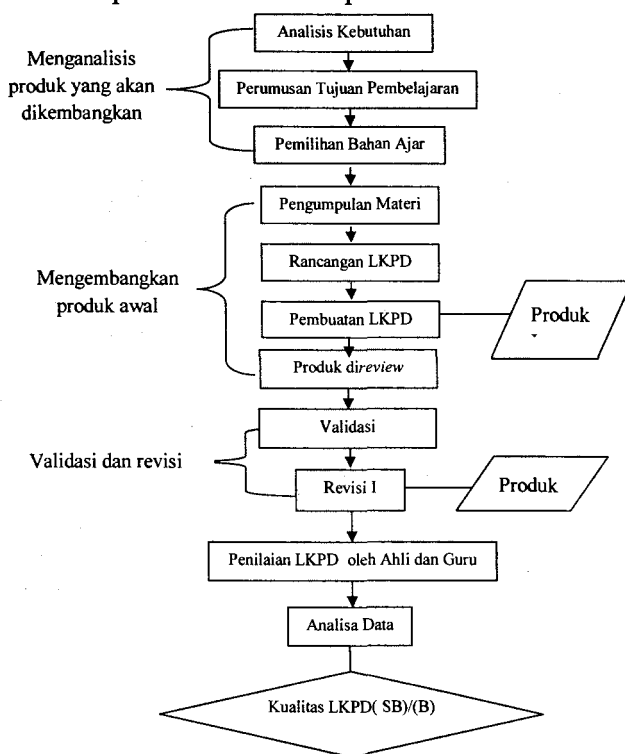 Analisis Kebutuhan
Menganalisis
produk yang akan
dikembangkan
Perumusan Tujuan Pembelajaran
Pemilihan Bahan Ajar
Pengumpulan Materi
Rancangan LKPD
Mengembangkan
produk awal
Pembuatan LKPD
Produk
Produk direview
Validasi
Validasi dan revisi
Revisi I
Produk
Penilaian LKPD oleh Ahli dan Guru
Analisa Data
Kualitas LKPD( SB)/(B)